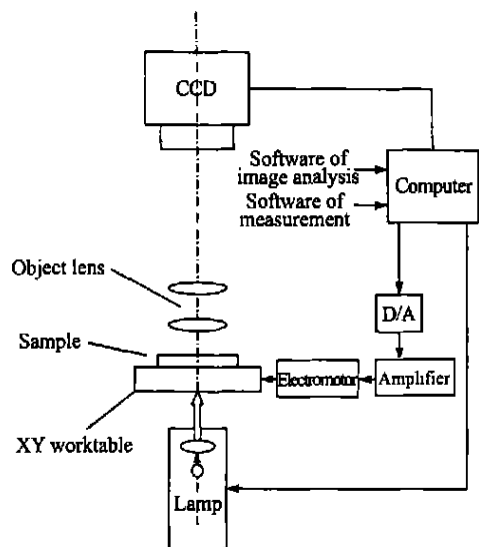 CCD
Software of
image analysis
Software of
measurement
Computer
Object lens
D/A
Sample
Electromotor
Amplifier
XY worktable
Lamp